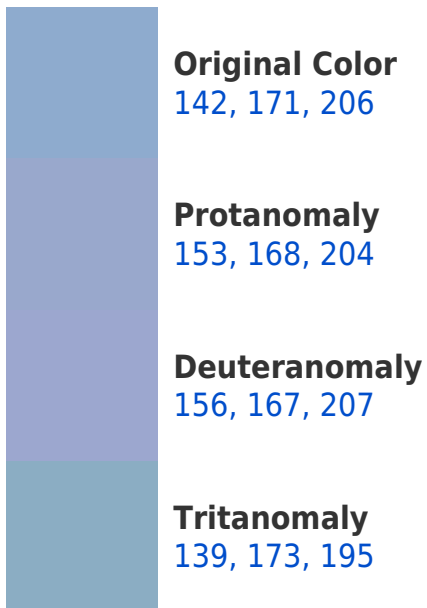 Original Color
142, 171, 206
Protanomaly
153, 168, 204
Deuteranomaly
156, 167, 207
Tritanomaly
139, 173, 195